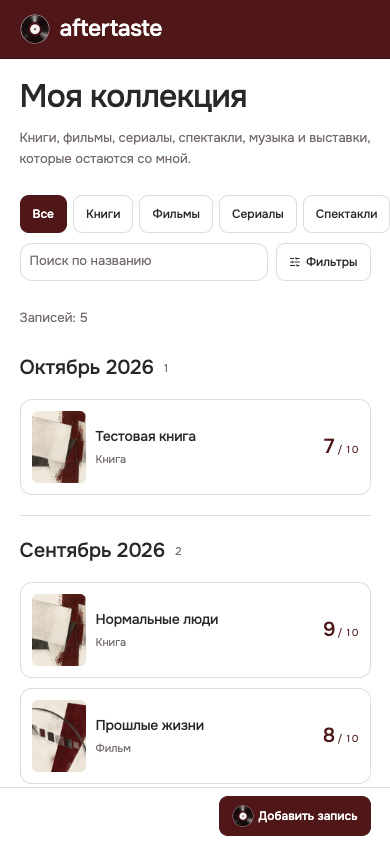 aftertaste
Моя коллекция
Книги, фильмы, сериалы, спектакли, музыка и выставки,
которые остаются со мной.
Все Книги Фильмы Сериалы Спектакли
Поиск по названию Фильтры
Записей: 5
Октябрь 2026 1
Тестовая книга
Книга
7 / 10
Сентябрь 2026 2
Нормальные люди
Книга
9 / 10
Прошлые жизни
Фильм
8 / 10
Добавить запись